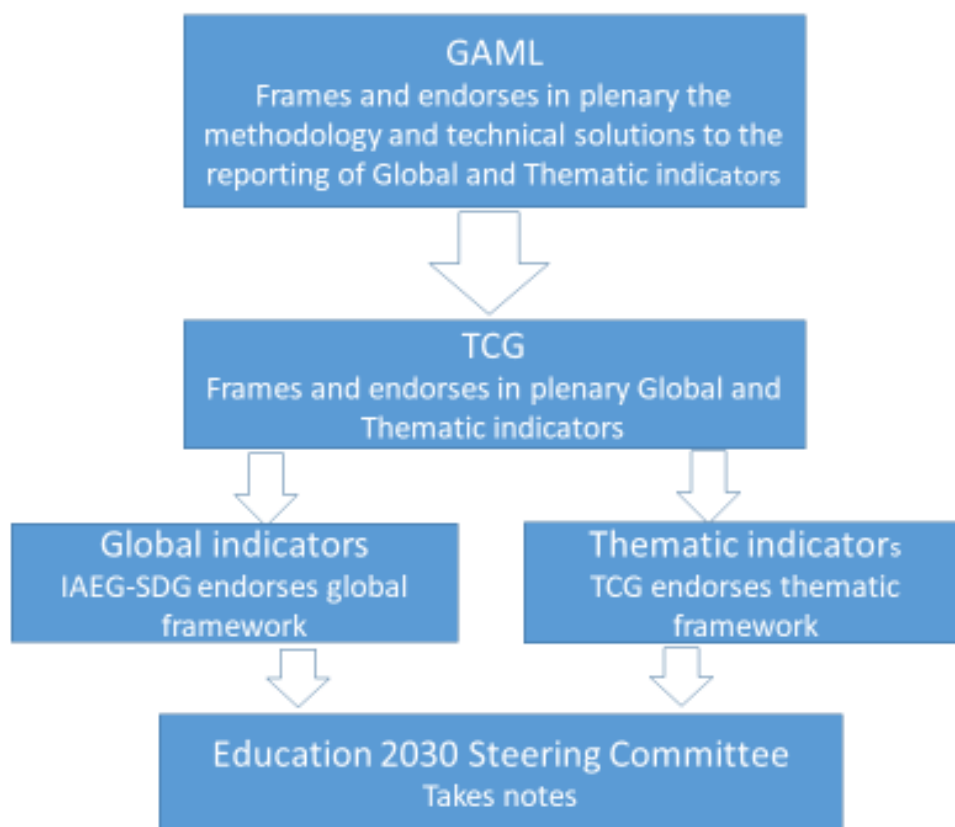 GAML
Frames and endorses in plenary the
methodology and technical solutions to the
reporting of Global and Thematic indicators
TCG
Frames and endorses in plenary Global and
Thematic indicators
Global indicators
IAEG-SDG endorses global
framework
Thematic indicators
TCG endorses thematic
framework
Education 2030 Steering Committee
Takes notes